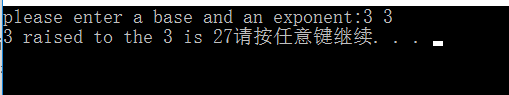 please enter a base and an exponent:3 3
3 raised to the 3 is 27请按任意键继续. . .